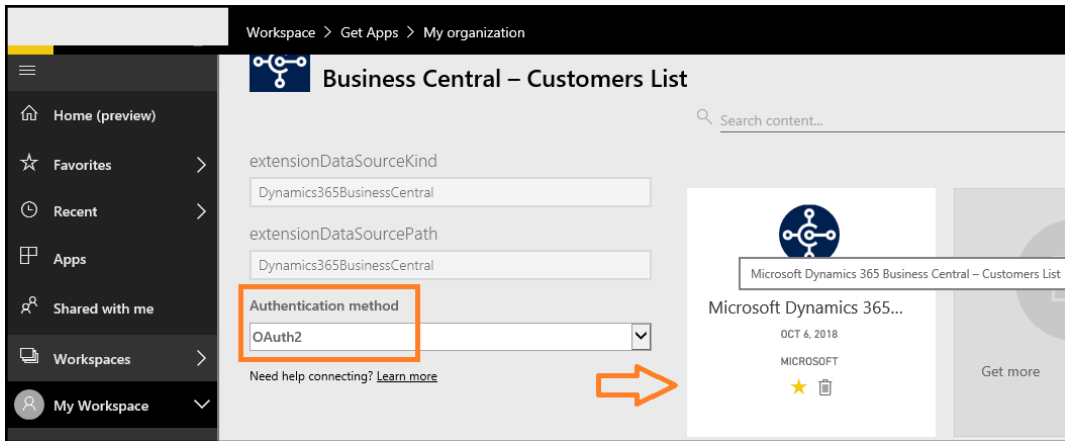 Workspace > Get Apps > My organization
Business Central – Customers List
Search content...
Home (preview)
Favorites
Recent
Apps
Shared with me
Workspaces
My Workspace
extensionDataSourceKind
Dynamics365BusinessCentral
extensionDataSourcePath
Dynamics365BusinessCentral
Authentication method
OAuth2
Need help connecting? Learn more
Microsoft Dynamics 365 Business Central – Customers List
Microsoft Dynamics 365...
OCT 6, 2018
MICROSOFT
Get more